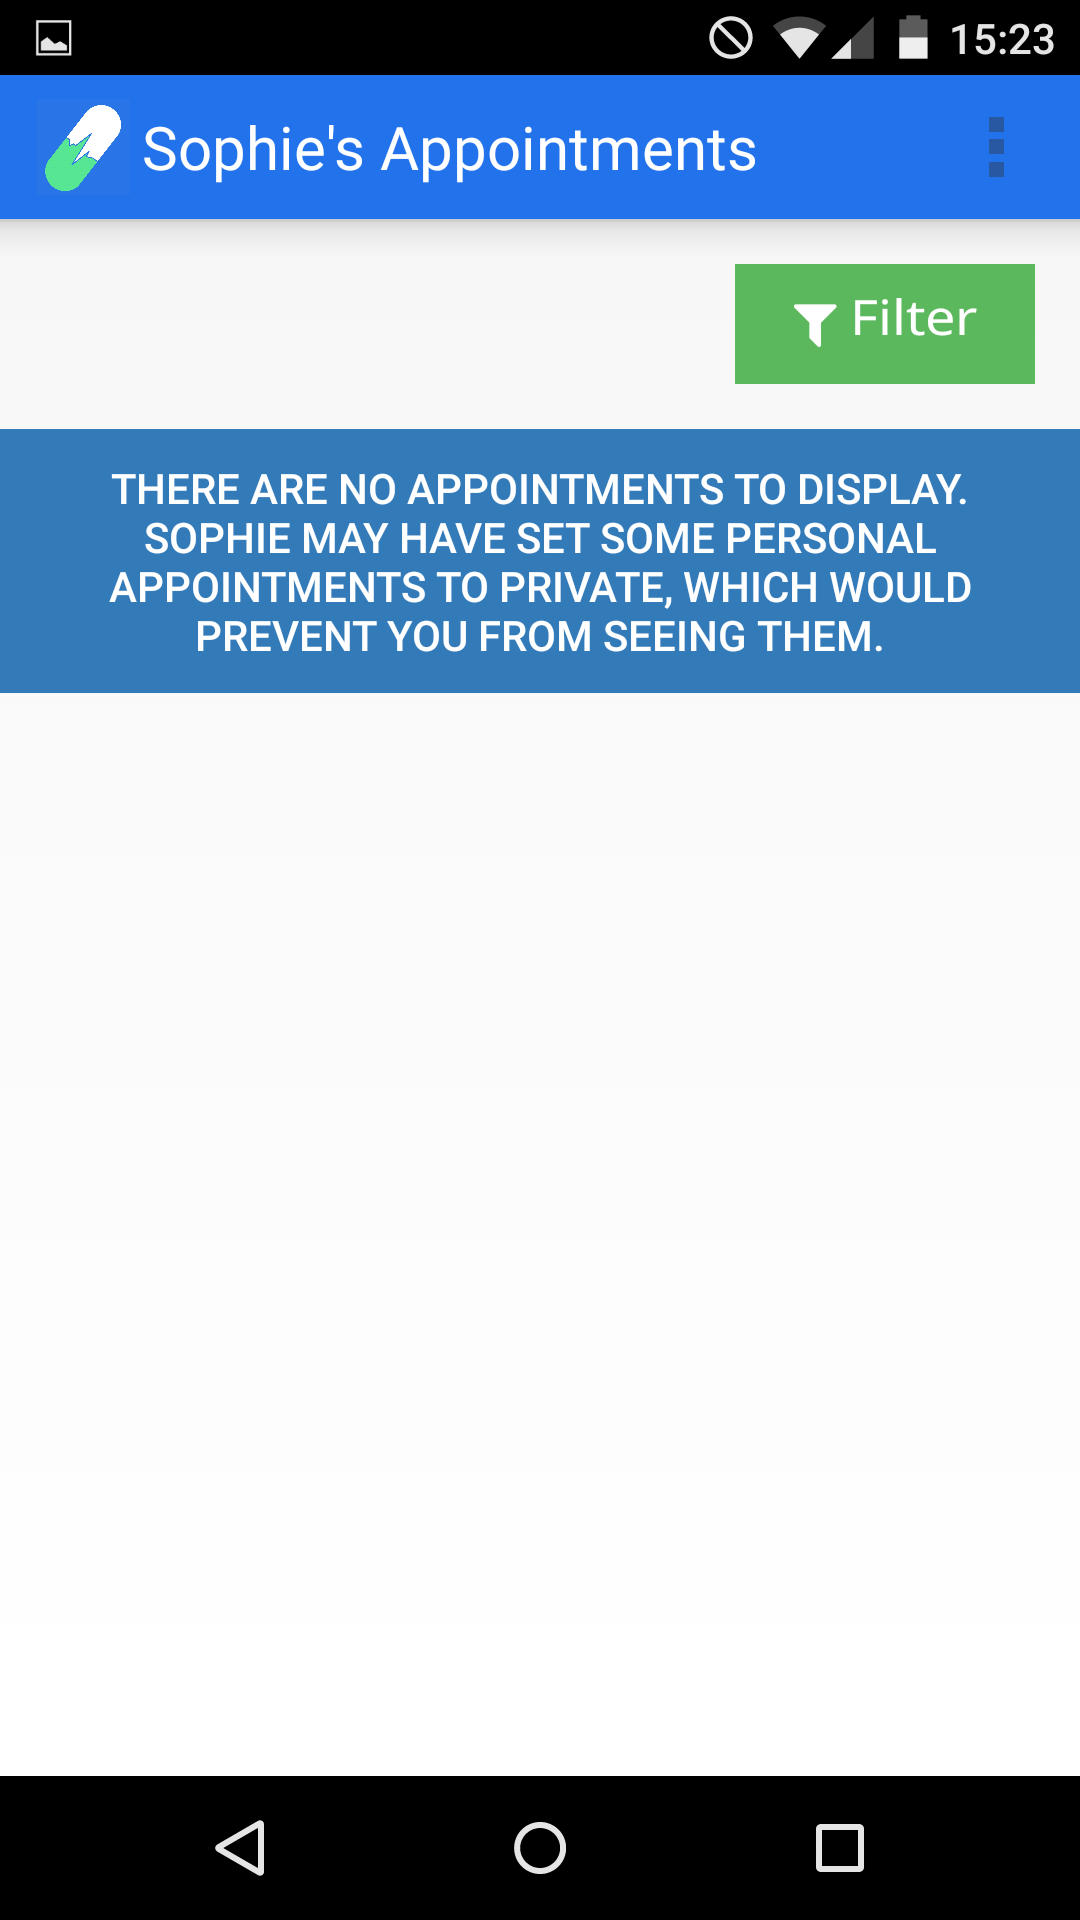 15:23
Sophie's Appointments
Filter
THERE ARE NO APPOINTMENTS TO DISPLAY.
SOPHIE MAY HAVE SET SOME PERSONAL
APPOINTMENTS TO PRIVATE, WHICH WOULD
PREVENT YOU FROM SEEING THEM.